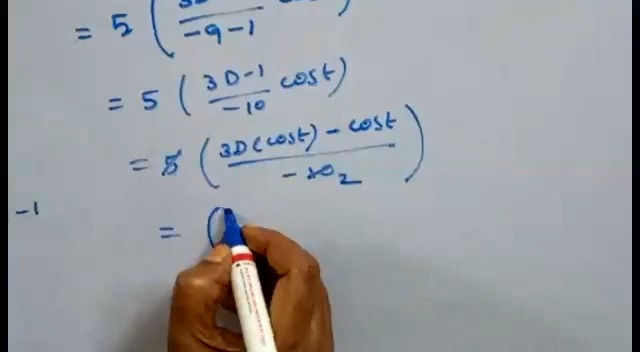 = 5 ( / -9-1
= 5 ( 3D-1 / -10 cost )
= 5 ( 3D(cost) - cost / -10 2 )
-1
= (